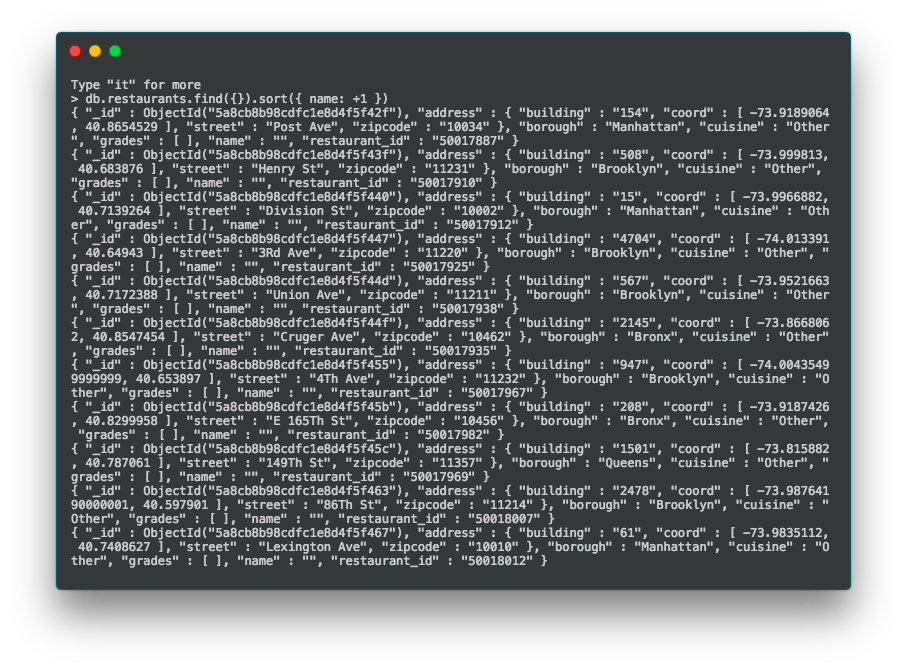 Type "it" for more
> db.restaurants.find({}).sort({ name: +1 })
{ "_id" : ObjectId("5a8cb8b98cdfc1e8d4f5f42f"), "address" : { "building" : "154", "coord" : [ -73.9189064
, 40.8654529 ], "street" : "Post Ave", "zipcode" : "10034" }, "borough" : "Manhattan", "cuisine" : "Other
", "grades" : [ ], "name" : "", "restaurant_id" : "50017887" }
{ "_id" : ObjectId("5a8cb8b98cdfc1e8d4f5f43f"), "address" : { "building" : "508", "coord" : [ -73.999813,
 40.683876 ], "street" : "Henry St", "zipcode" : "11231" }, "borough" : "Brooklyn", "cuisine" : "Other",
"grades" : [ ], "name" : "", "restaurant_id" : "50017910" }
{ "_id" : ObjectId("5a8cb8b98cdfc1e8d4f5f440"), "address" : { "building" : "15", "coord" : [ -73.9966882,
 40.7139264 ], "street" : "Division St", "zipcode" : "10002" }, "borough" : "Manhattan", "cuisine" : "Oth
er", "grades" : [ ], "name" : "", "restaurant_id" : "50017912" }
{ "_id" : ObjectId("5a8cb8b98cdfc1e8d4f5f447"), "address" : { "building" : "4704", "coord" : [ -74.013391
, 40.64943 ], "street" : "3Rd Ave", "zipcode" : "11220" }, "borough" : "Brooklyn", "cuisine" : "Other", "
grades" : [ ], "name" : "", "restaurant_id" : "50017925" }
{ "_id" : ObjectId("5a8cb8b98cdfc1e8d4f5f44d"), "address" : { "building" : "567", "coord" : [ -73.9521663
, 40.7172388 ], "street" : "Union Ave", "zipcode" : "11211" }, "borough" : "Brooklyn", "cuisine" : "Other
", "grades" : [ ], "name" : "", "restaurant_id" : "50017938" }
{ "_id" : ObjectId("5a8cb8b98cdfc1e8d4f5f44f"), "address" : { "building" : "2145", "coord" : [ -73.866806
2, 40.8547454 ], "street" : "Cruger Ave", "zipcode" : "10462" }, "borough" : "Bronx", "cuisine" : "Other"
, "grades" : [ ], "name" : "", "restaurant_id" : "50017935" }
{ "_id" : ObjectId("5a8cb8b98cdfc1e8d4f5f455"), "address" : { "building" : "947", "coord" : [ -74.0043549
9999999, 40.653897 ], "street" : "4Th Ave", "zipcode" : "11232" }, "borough" : "Brooklyn", "cuisine" : "O
ther", "grades" : [ ], "name" : "", "restaurant_id" : "50017967" }
{ "_id" : ObjectId("5a8cb8b98cdfc1e8d4f5f45b"), "address" : { "building" : "208", "coord" : [ -73.9187426
, 40.8299958 ], "street" : "E 165Th St", "zipcode" : "10456" }, "borough" : "Bronx", "cuisine" : "Other",
 "grades" : [ ], "name" : "", "restaurant_id" : "50017982" }
{ "_id" : ObjectId("5a8cb8b98cdfc1e8d4f5f45c"), "address" : { "building" : "1501", "coord" : [ -73.815882
, 40.787061 ], "street" : "149Th St", "zipcode" : "11357" }, "borough" : "Queens", "cuisine" : "Other", "
grades" : [ ], "name" : "", "restaurant_id" : "50017969" }
{ "_id" : ObjectId("5a8cb8b98cdfc1e8d4f5f463"), "address" : { "building" : "2478", "coord" : [ -73.987641
90000001, 40.597901 ], "street" : "86Th St", "zipcode" : "11214" }, "borough" : "Brooklyn", "cuisine" : "
Other", "grades" : [ ], "name" : "", "restaurant_id" : "50018007" }
{ "_id" : ObjectId("5a8cb8b98cdfc1e8d4f5f467"), "address" : { "building" : "61", "coord" : [ -73.9835112,
 40.7408627 ], "street" : "Lexington Ave", "zipcode" : "10010" }, "borough" : "Manhattan", "cuisine" : "O
ther", "grades" : [ ], "name" : "", "restaurant_id" : "50018012" }